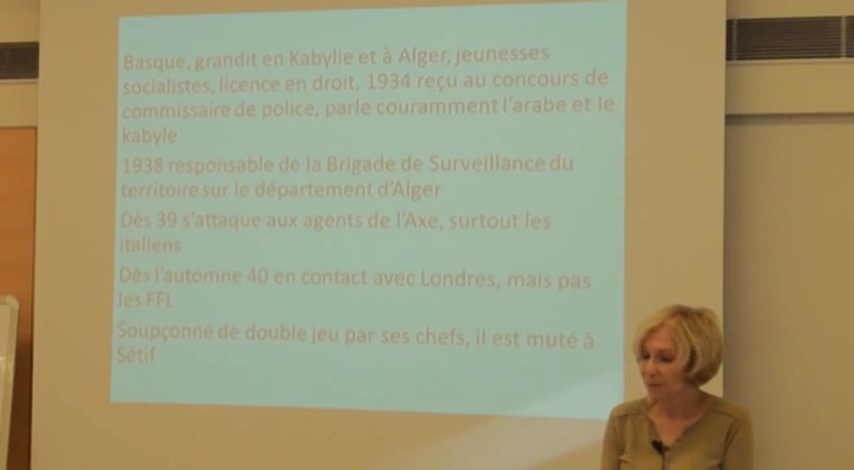 Basque, grandit en Kabylie et à Alger, jeunesses
socialistes, licence en droit, 1934 reçu au concours de
commissaire de police, parle couramment l'arabe et le
kabyle
1938 responsable de la Brigade de Surveillance du
territoire sur le département d'Alger
Dès 39 s'attaque aux agents de l'Axe, surtout les
italiens
Dès l'automne 40 en contact avec Londres, mais pas
les FFL
Soupçonné de double jeu par ses chefs, il est muté à
Sétif